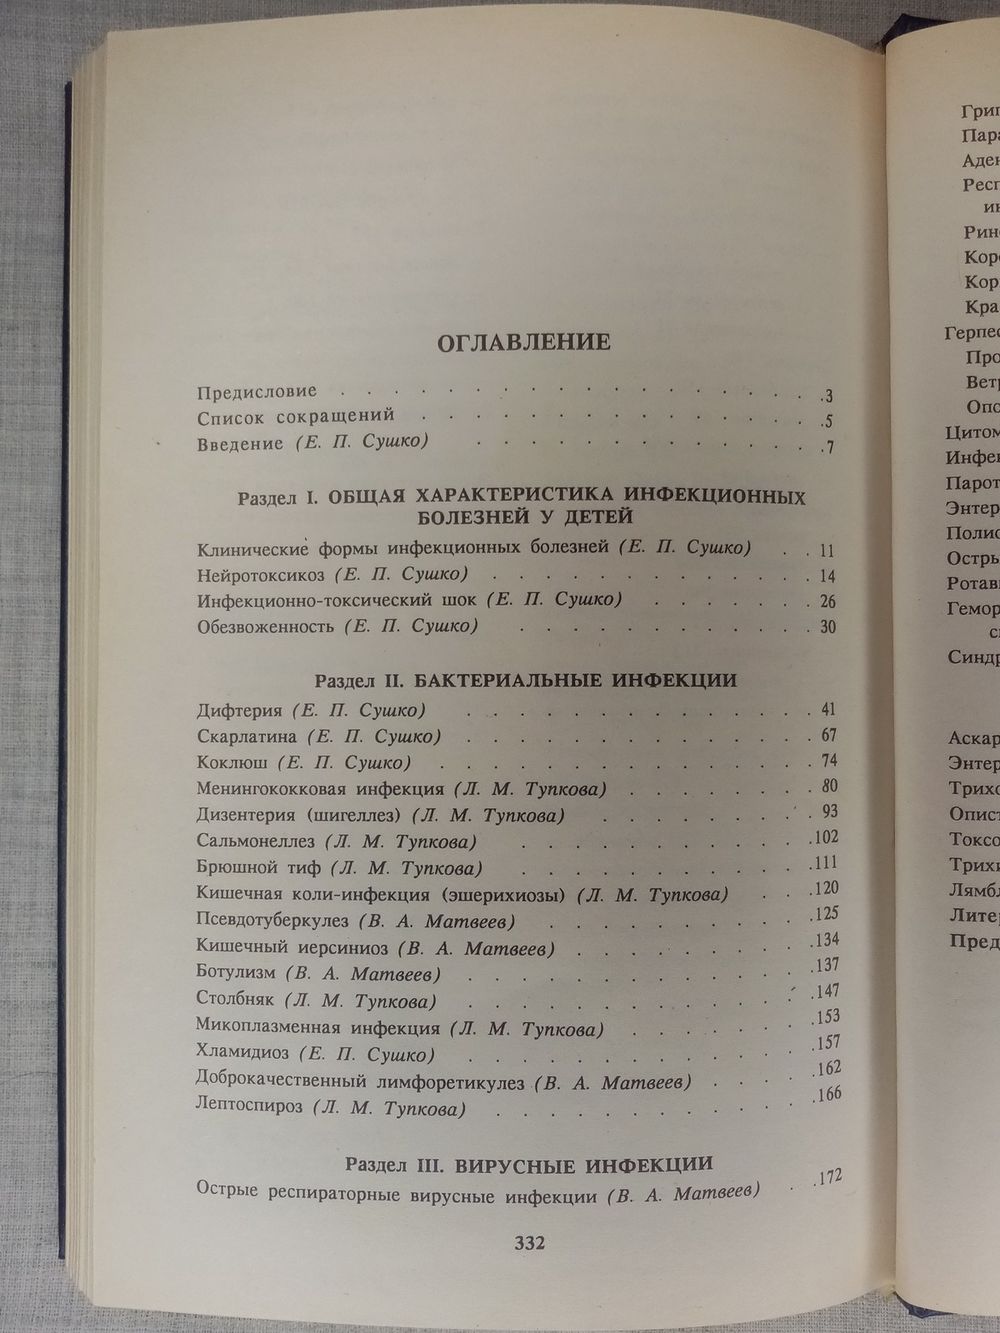 ОГЛАВЛЕНИЕ
Предисловие . . . . . . . . . . . . . . . . . .3
Список сокращений . . . . . . . . . . . . . . .5
Введение (Е. П. Сушко) . . . . . . . . . . . . .7
Раздел I. ОБЩАЯ ХАРАКТЕРИСТИКА ИНФЕКЦИОННЫХ
БОЛЕЗНЕЙ У ДЕТЕЙ
Клинические формы инфекционных болезней (Е. П. Сушко) . . 11
Нейротоксикоз (Е. П. Сушко) . . . . . . . . . . . . 14
Инфекционно-токсический шок (Е. П. Сушко) . . . . . . 26
Обезвоженность (Е. П. Сушко) . . . . . . . . . . . 30
Раздел II. БАКТЕРИАЛЬНЫЕ ИНФЕКЦИИ
Дифтерия (Е. П. Сушко) . . . . . . . . . . . . . 41
Скарлатина (Е. П. Сушко) . . . . . . . . . . . . . 67
Коклюш (Е. П. Сушко) . . . . . . . . . . . . . . 74
Менингококковая инфекция (Л. М. Тупкова) . . . . . . . 80
Дизентерия (шигеллез) (Л. М. Тупкова) . . . . . . . . 93
Сальмонеллез (Л. М. Тупкова) . . . . . . . . . . .102
Брюшной тиф (Л. М. Тупкова) . . . . . . . . . . .111
Кишечная коли-инфекция (эшерихиозы) (Л. М. Тупкова) . . .120
Псевдотуберкулез (В. А. Матвеев) . . . . . . . . . .125
Кишечный иерсиниоз (В. А. Матвеев) . . . . . . . . .134
Ботулизм (В. А. Матвеев) . . . . . . . . . . . . .137
Столбняк (Л. М. Тупкова) . . . . . . . . . . . . .147
Микоплазменная инфекция (Л. М. Тупкова) . . . . . . .153
Хламидиоз (Е. П. Сушко) . . . . . . . . . . . . .157
Доброкачественный лимфоретикулез (В. А. Матвеев) . . . .162
Лептоспироз (Л. М. Тупкова) . . . . . . . . . . . .166
Раздел III. ВИРУСНЫЕ ИНФЕКЦИИ
Острые респираторные вирусные инфекции (В. А. Матвеев) . .172
332